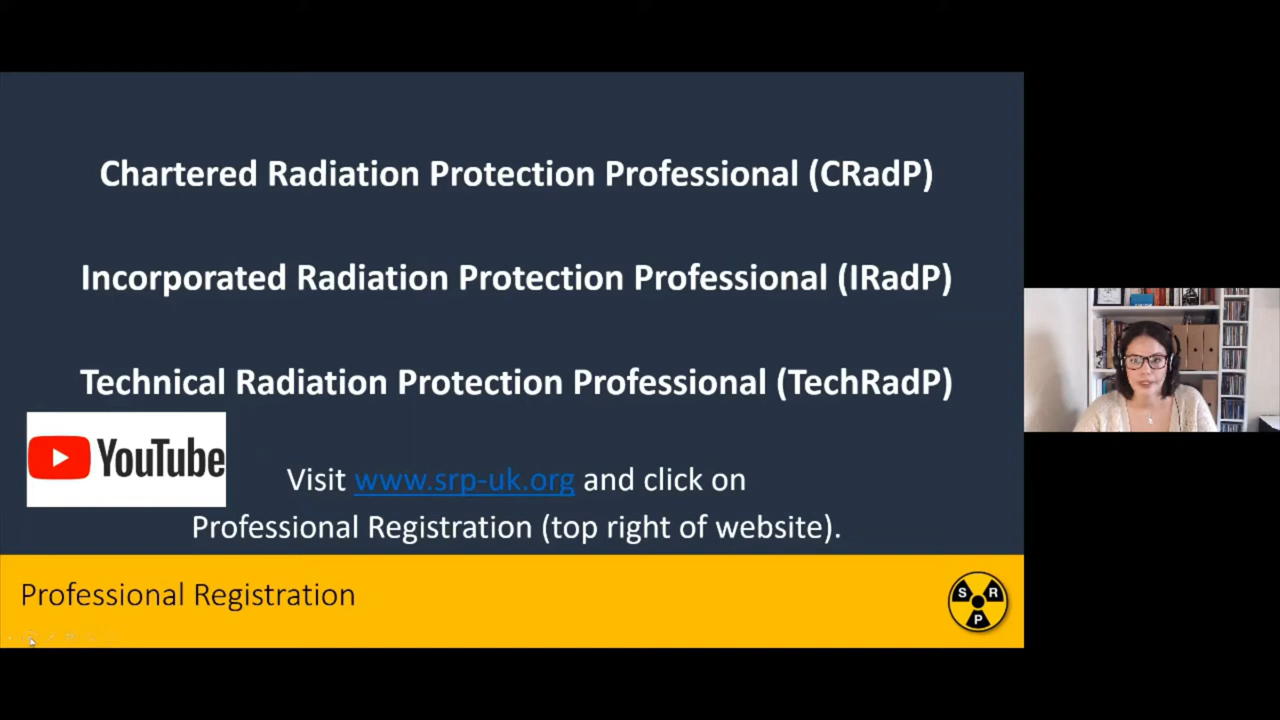 Chartered Radiation Protection Professional (CRadP)
Incorporated Radiation Protection Professional (IRadP)
Technical Radiation Protection Professional (TechRadP)
YouTube
Visit www.srp-uk.org and click on
Professional Registration (top right of website).
Professional Registration
S R
P